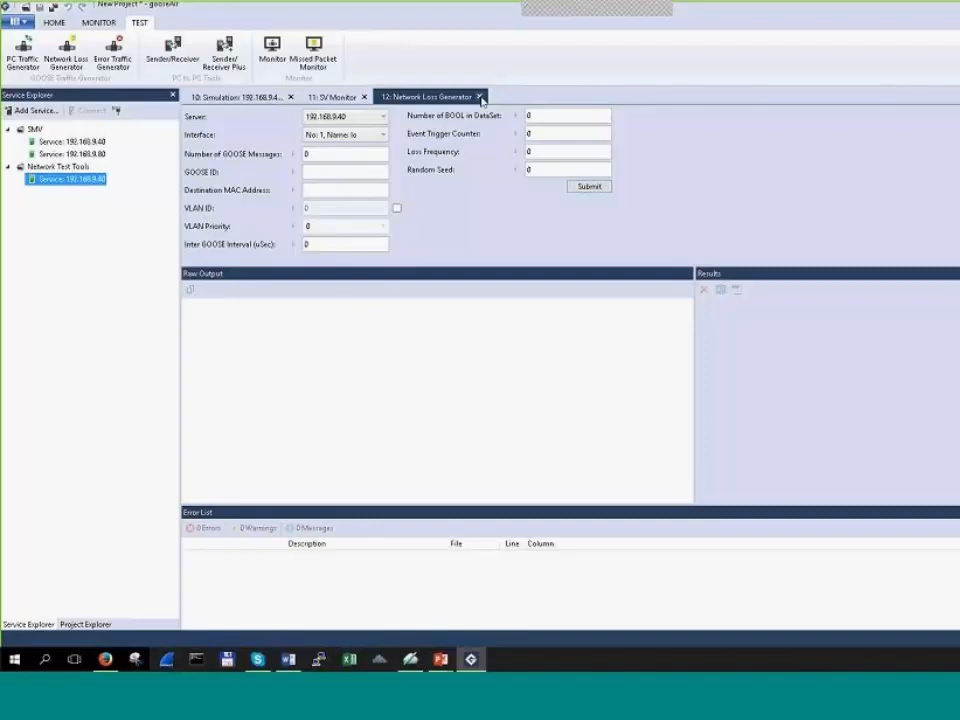 New Project * - gooseAir
HOME MONITOR TEST
PC Traffic Generator
Network Loss Generator
Error Traffic Generator
Sender/Receiver
Sender/ Receiver Plus
Monitor
Missed Packet Monitor
GOOSE Traffic Generator
PC to PC Tools
Monitor
Service Explorer
Add Service... Connect
SMV
Service: 192.168.9.40
Service: 192.168.9.80
Network Test Tools
Service: 192.168.9.40
10: Simulation: 192.168.9.4...
11: SV Monitor
12: Network Loss Generator
Server: 192.168.9.40
Interface: No: 1, Name: lo
Number of GOOSE Messages: 0
GOOSE ID:
Destination MAC Address:
VLAN ID: 0
VLAN Priority: 0
Inter GOOSE Interval (uSec): 0
Number of BOOL in DataSet: 0
Event Trigger Counter: 0
Loss Frequency: 0
Random Seed: 0
Submit
Raw Output
Results
Error List
0 Errors 0 Warnings 0 Messages
Description File Line Column
Service Explorer Project Explorer